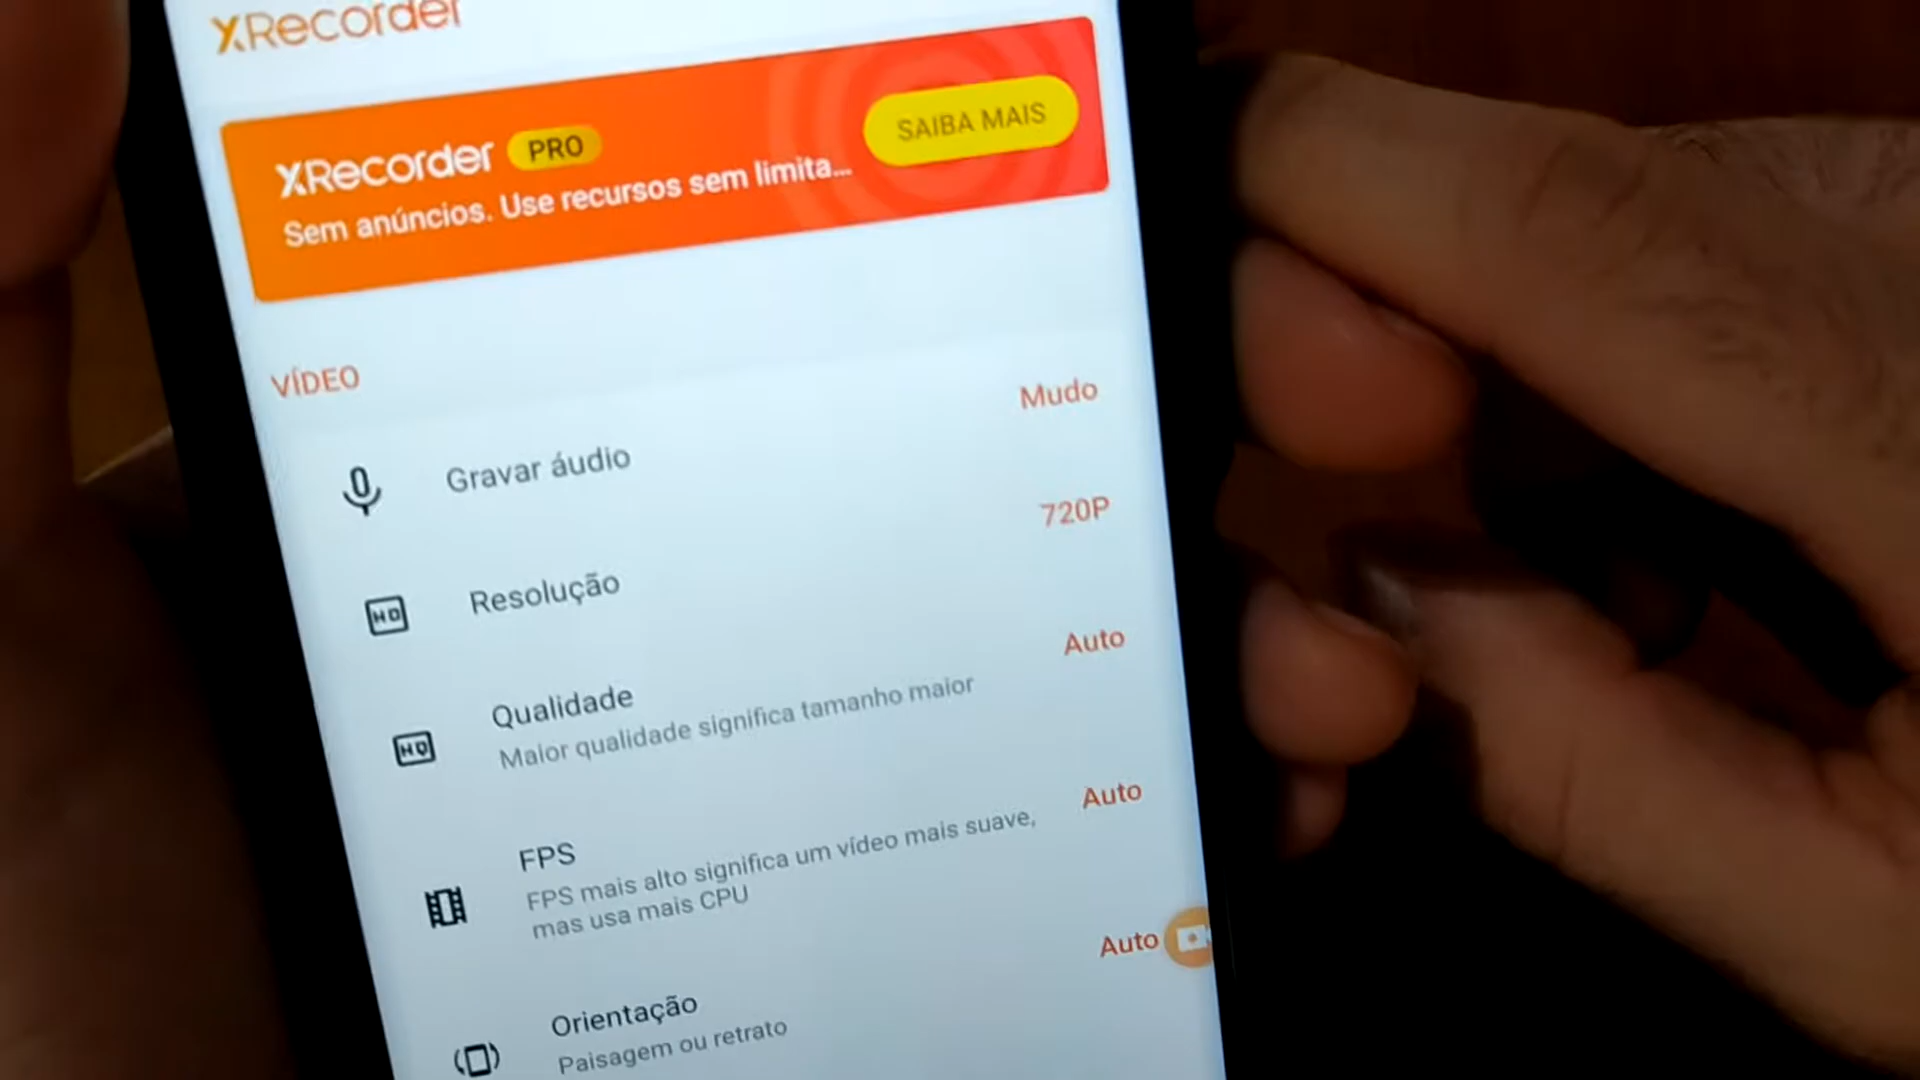 XRecorder
XRecorder PRO
Sem anúncios. Use recursos sem limita...
SAIBA MAIS
VÍDEO
Gravar áudio
Mudo
Resolução
720P
Qualidade
Maior qualidade significa tamanho maior
Auto
FPS
FPS mais alto significa um vídeo mais suave,
mas usa mais CPU
Auto
Orientação
Paisagem ou retrato
Auto